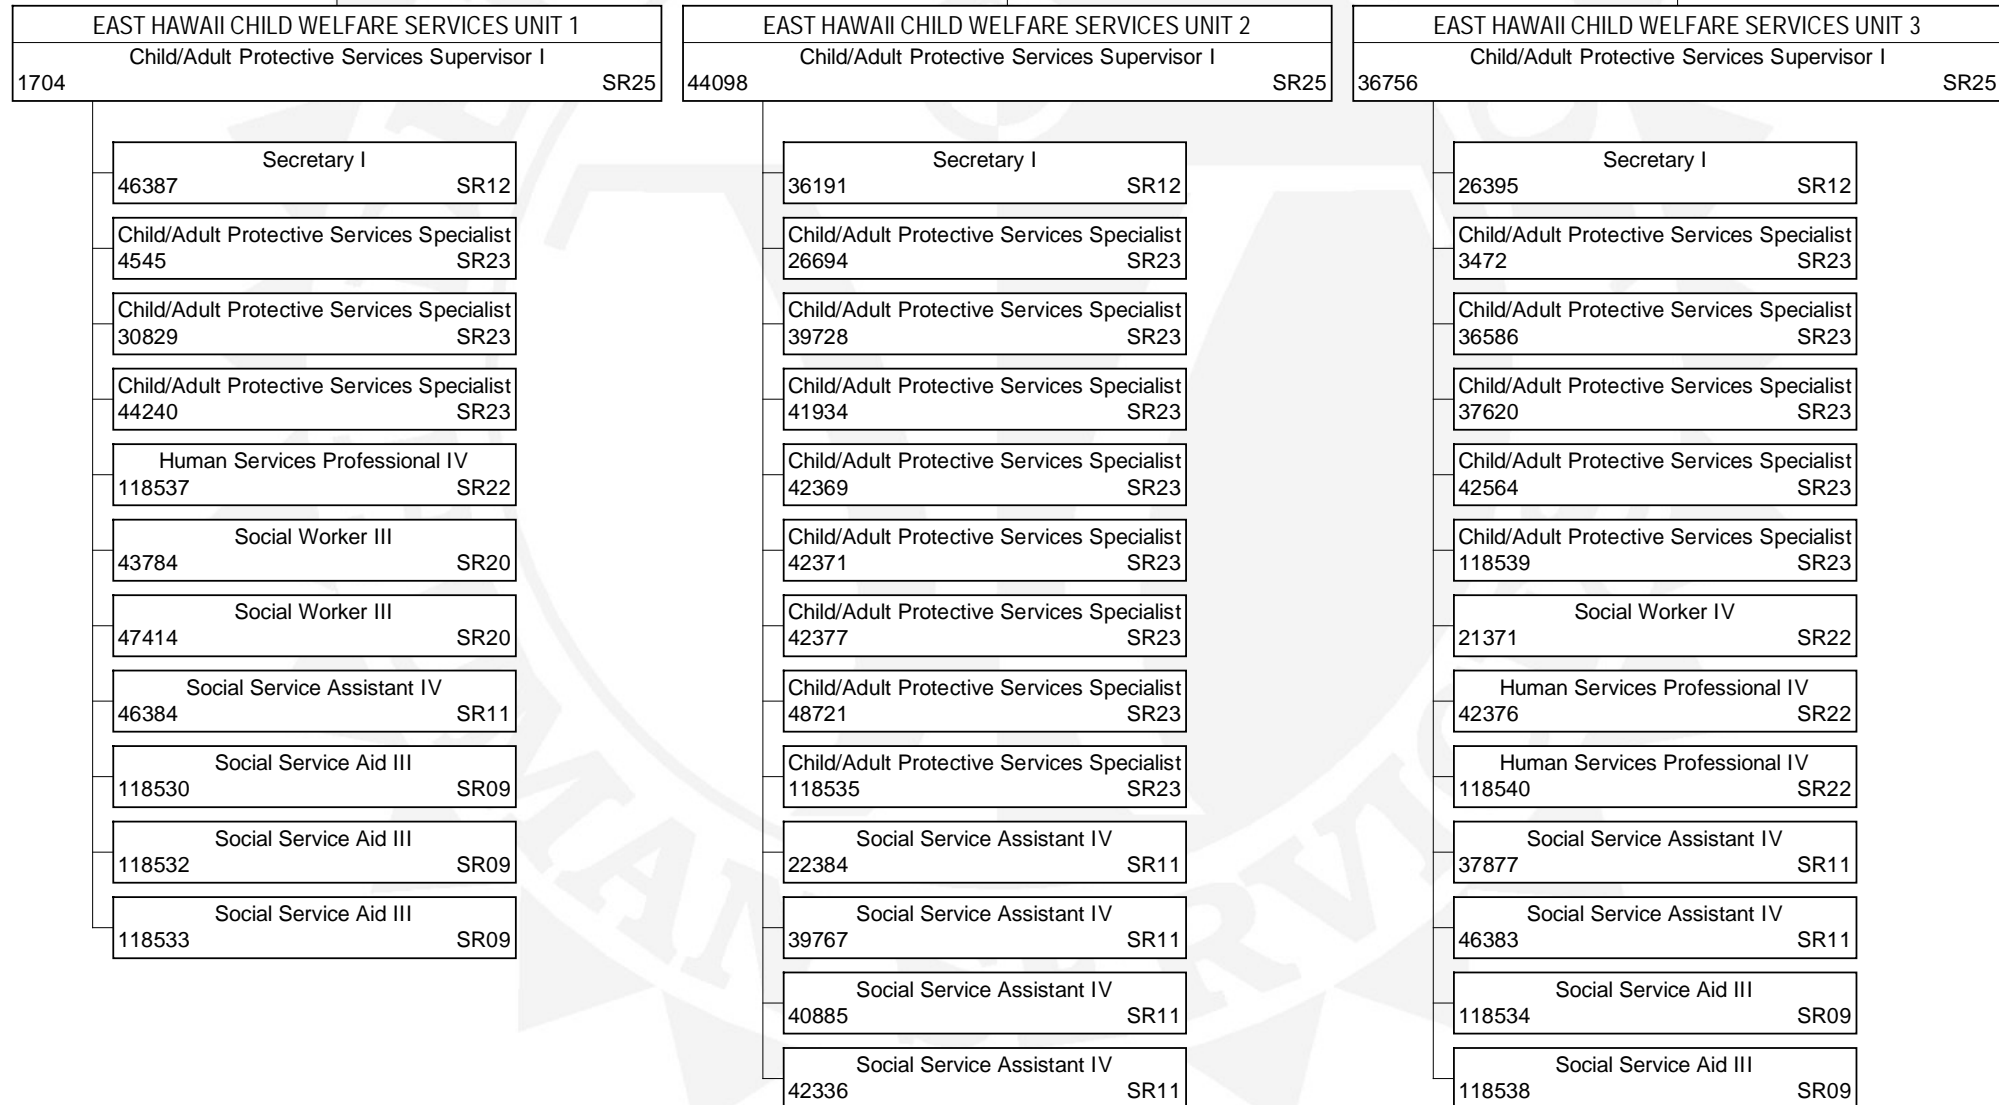 EAST HAWAII CHILD WELFARE SERVICES UNIT 1
Child/Adult Protective Services Supervisor I
1704 SR25
Secretary I
46387 SR12
Child/Adult Protective Services Specialist
4545 SR23
Child/Adult Protective Services Specialist
30829 SR23
Child/Adult Protective Services Specialist
44240 SR23
Human Services Professional IV
118537 SR22
Social Worker III
43784 SR20
Social Worker III
47414 SR20
Social Service Assistant IV
46384 SR11
Social Service Aid III
118530 SR09
Social Service Aid III
118532 SR09
Social Service Aid III
118533 SR09
EAST HAWAII CHILD WELFARE SERVICES UNIT 2
Child/Adult Protective Services Supervisor I
44098 SR25
Secretary I
36191 SR12
Child/Adult Protective Services Specialist
26694 SR23
Child/Adult Protective Services Specialist
39728 SR23
Child/Adult Protective Services Specialist
41934 SR23
Child/Adult Protective Services Specialist
42369 SR23
Child/Adult Protective Services Specialist
42371 SR23
Child/Adult Protective Services Specialist
42377 SR23
Child/Adult Protective Services Specialist
48721 SR23
Child/Adult Protective Services Specialist
118535 SR23
Social Service Assistant IV
22384 SR11
Social Service Assistant IV
39767 SR11
Social Service Assistant IV
40885 SR11
Social Service Assistant IV
42336 SR11
EAST HAWAII CHILD WELFARE SERVICES UNIT 3
Child/Adult Protective Services Supervisor I
36756 SR25
Secretary I
26395 SR12
Child/Adult Protective Services Specialist
3472 SR23
Child/Adult Protective Services Specialist
36586 SR23
Child/Adult Protective Services Specialist
37620 SR23
Child/Adult Protective Services Specialist
42564 SR23
Child/Adult Protective Services Specialist
118539 SR23
Social Worker IV
21371 SR22
Human Services Professional IV
42376 SR22
Human Services Professional IV
118540 SR22
Social Service Assistant IV
37877 SR11
Social Service Assistant IV
46383 SR11
Social Service Aid III
118534 SR09
Social Service Aid III
118538 SR09